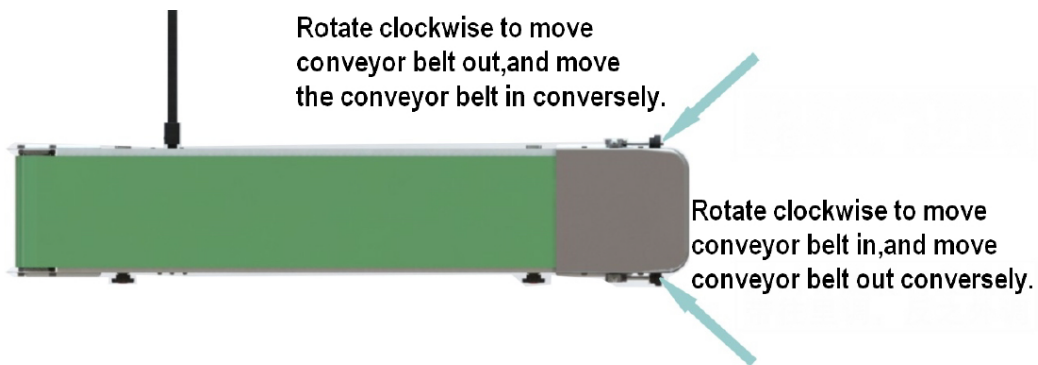 Rotate clockwise to move
conveyor belt out,and move
the conveyor belt in conversely.
Rotate clockwise to move
conveyor belt in,and move
conveyor belt out conversely.